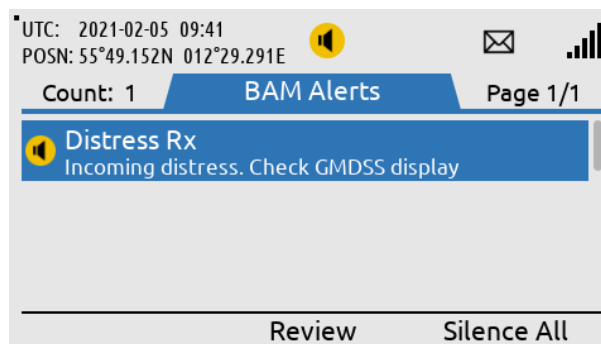 UTC: 2021-02-05 09:41
POSN: 55°49.152N 012°29.291E
Count: 1 BAM Alerts Page 1/1
Distress Rx
Incoming distress. Check GMDSS display
Review Silence All